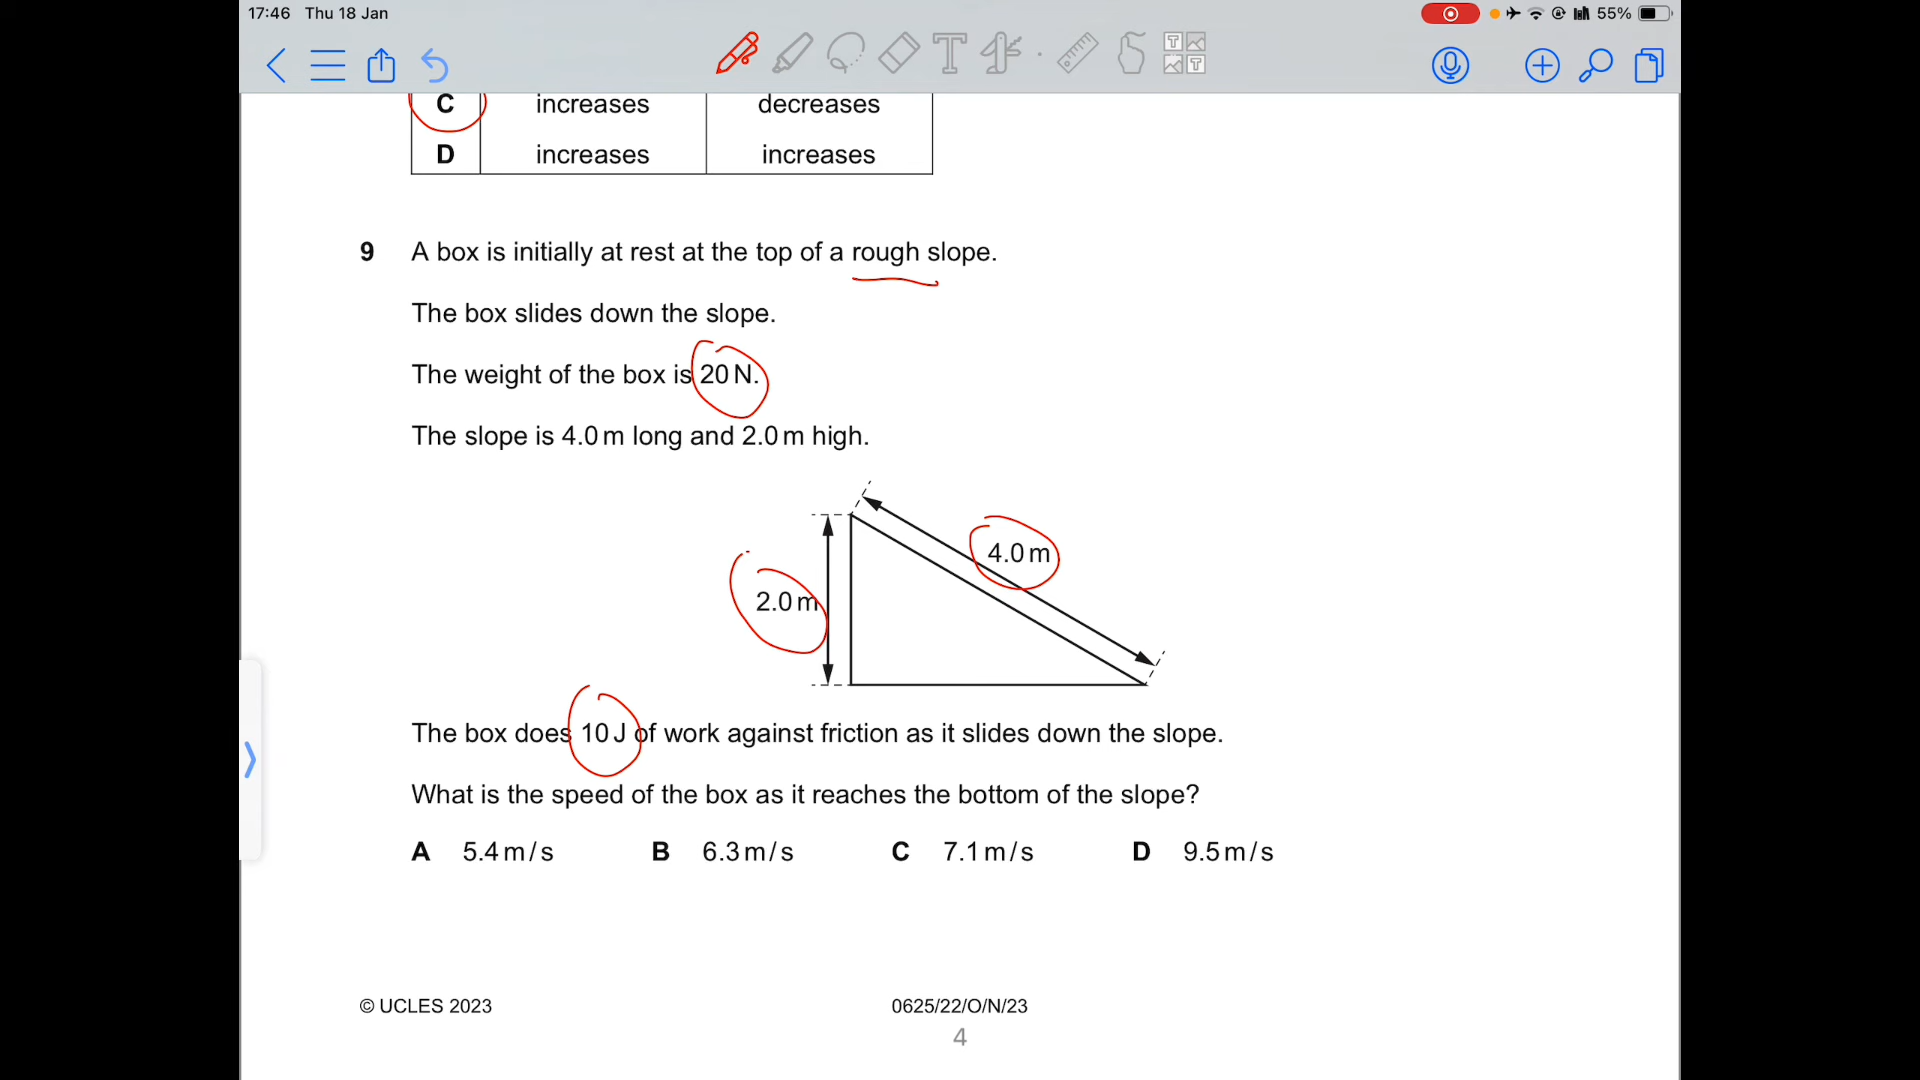 17:46 Thu 18 Jan
55%
C increases decreases
D increases increases
9 A box is initially at rest at the top of a rough slope.
The box slides down the slope.
The weight of the box is 20 N.
The slope is 4.0 m long and 2.0 m high.
4.0 m
2.0 m
The box does 10 J of work against friction as it slides down the slope.
What is the speed of the box as it reaches the bottom of the slope?
A 5.4 m / s B 6.3 m / s C 7.1 m / s D 9.5 m / s
© UCLES 2023 0625/22/O/N/23
4